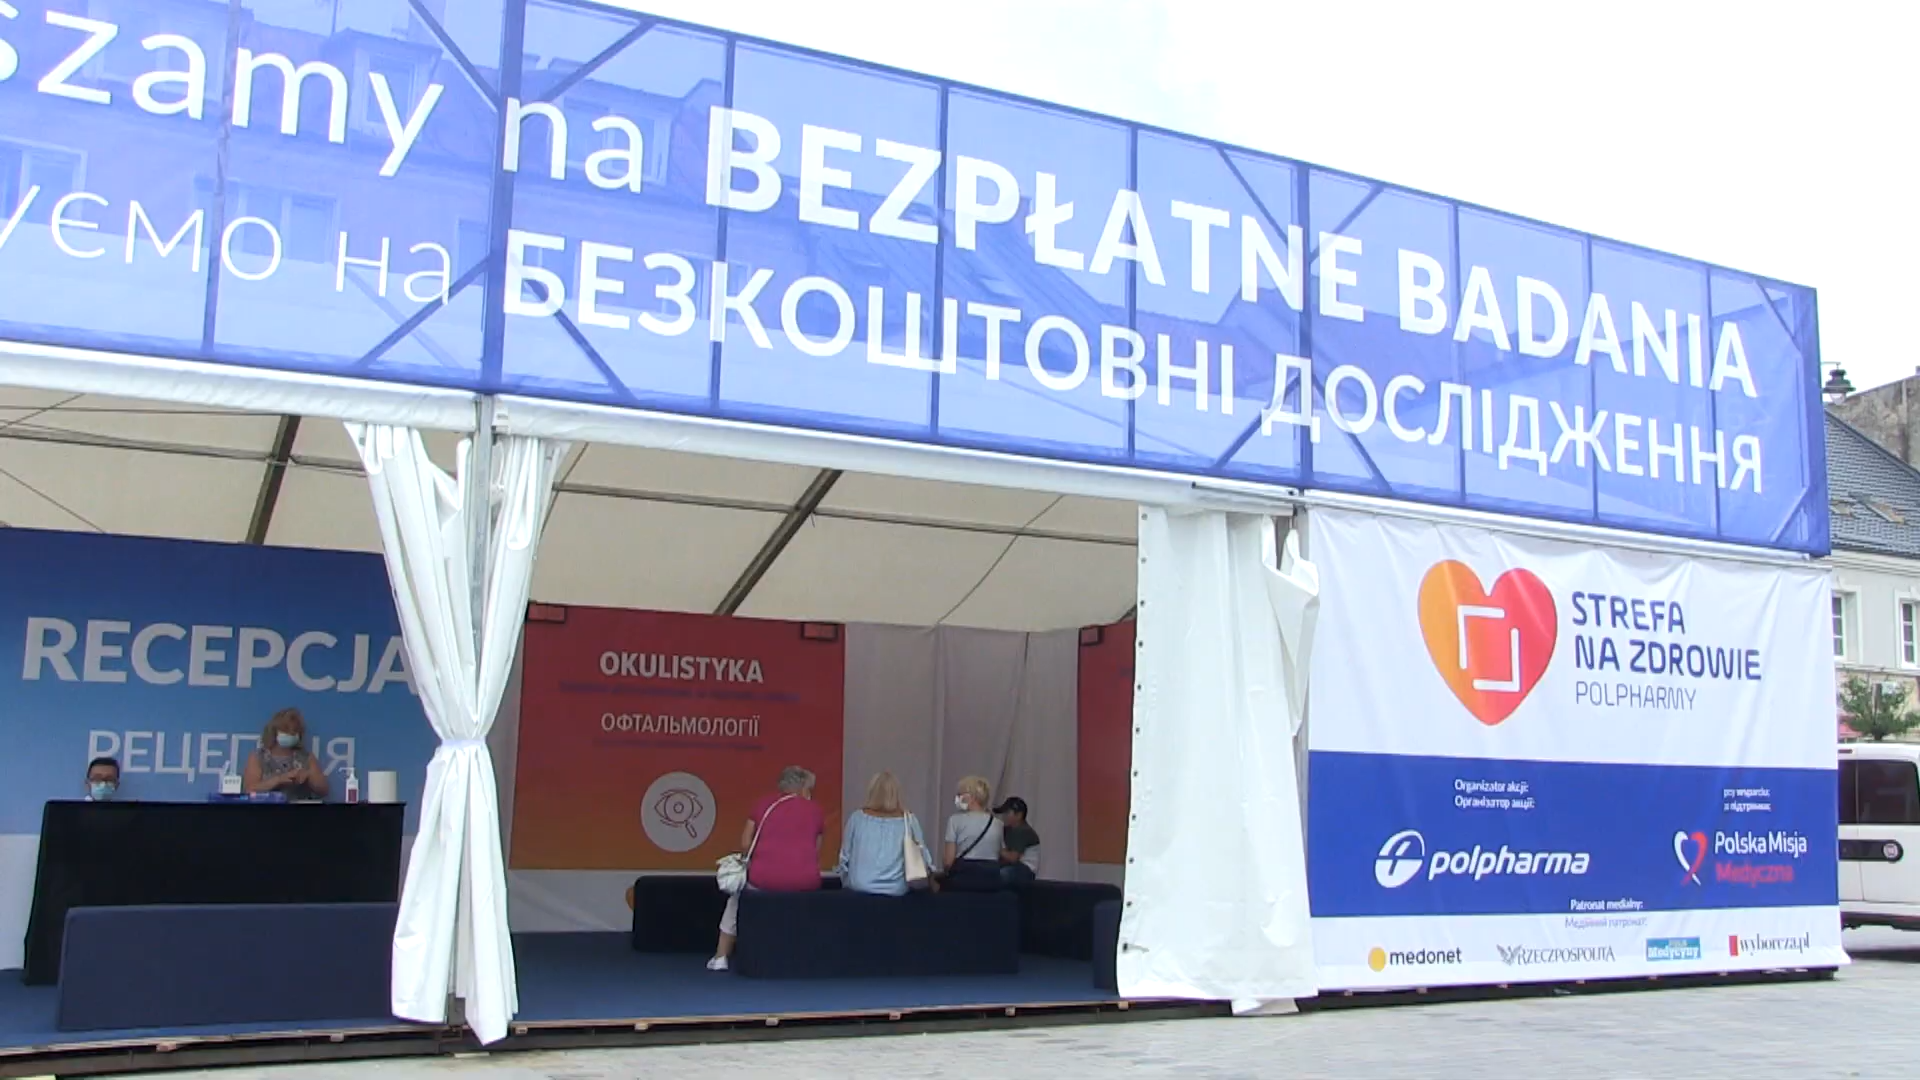 szamy na BEZPŁATNE BADANIA
уємо на БЕЗКОШТОВНІ ДОСЛІДЖЕННЯ
RECEPCJA
РЕЦЕПЦІЯ
OKULISTYKA
ОФТАЛЬМОЛОГІЇ
STREFA
NA ZDROWIE
POLPHARMY
Organizator akcji:
Організатор акції:
polpharma
przy wsparciu:
за підтримки:
Polska Misja
Medyczna
Patronat medialny:
Медійний патронат:
medonet
RZECZPOSPOLITA
Medycyny
wyborcza.pl